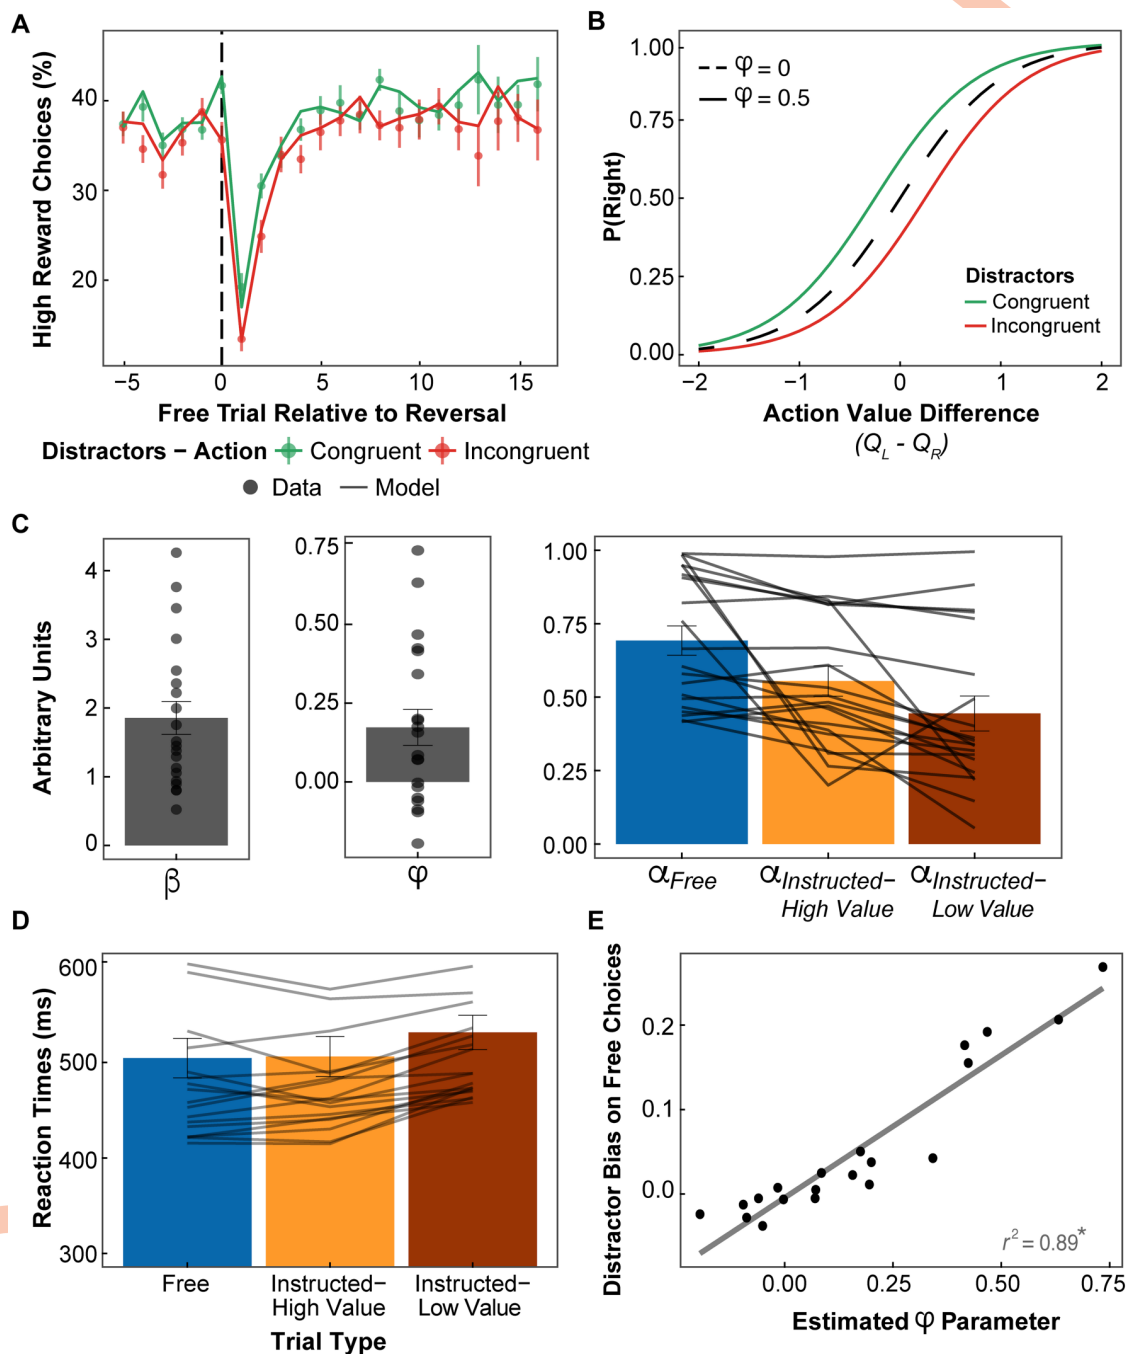 A
High Reward Choices (%)
40
30
20
−5
0
5
10
15
Free Trial Relative to Reversal
Distractors − Action Congruent Incongruent
Data Model
B
P(Right)
1.00
0.75
0.50
0.25
0.00
φ = 0
φ = 0.5
Distractors
Congruent
Incongruent
−2
−1
0
1
2
Action Value Difference
(Q_L - Q_R)
C
Arbitrary Units
4
3
2
1
0
β
0.75
0.50
0.25
0.00
φ
1.00
0.75
0.50
0.25
0.00
α Free
α Instructed−
High Value
α Instructed−
Low Value
D
Reaction Times (ms)
600
500
400
300
Free
Instructed−
High Value
Instructed−
Low Value
Trial Type
E
Distractor Bias on Free Choices
0.2
0.1
0.0
r² = 0.89*
0.00
0.25
0.50
0.75
Estimated φ Parameter